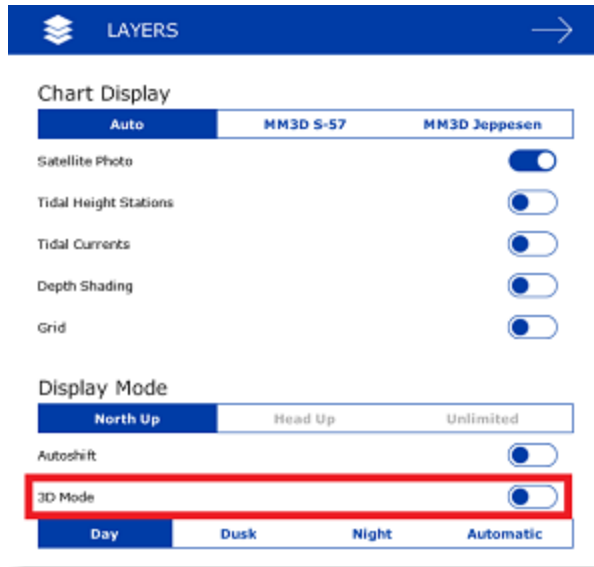 LAYERS
Chart Display
Auto MM3D S-57 MM3D Jeppesen
Satellite Photo
Tidal Height Stations
Tidal Currents
Depth Shading
Grid
Display Mode
North Up Head Up Unlimited
Autoshift
3D Mode
Day Dusk Night Automatic